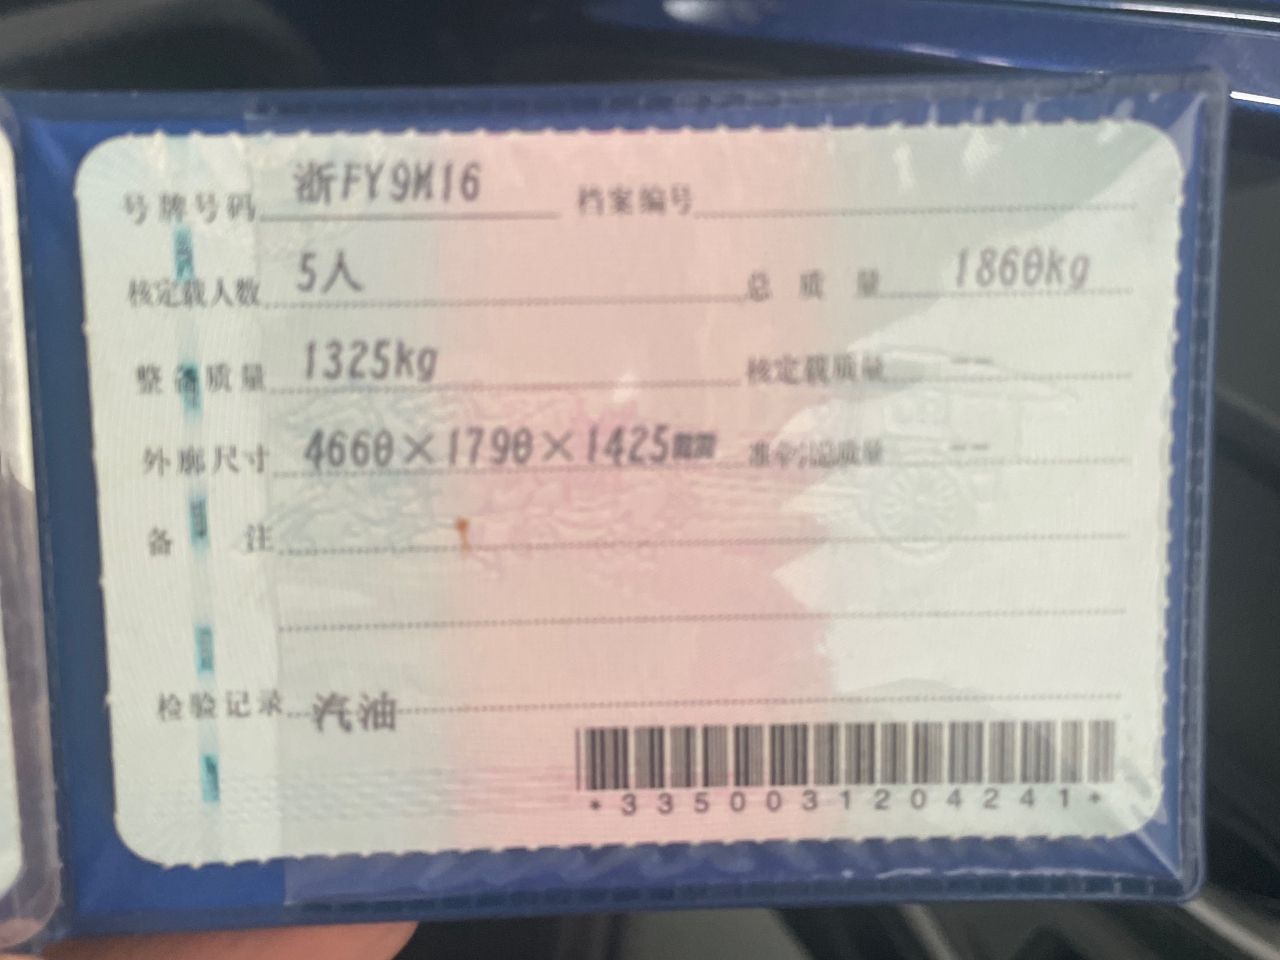 号牌号码 浙FY9M16 档案编号
核定载人数 5人 总质量 1860kg
整备质量 1325kg 核定载质量 --
外廓尺寸 4660×1790×1425mm 准牵引总质量 --
备注
检验记录 汽油
*3350031204241*